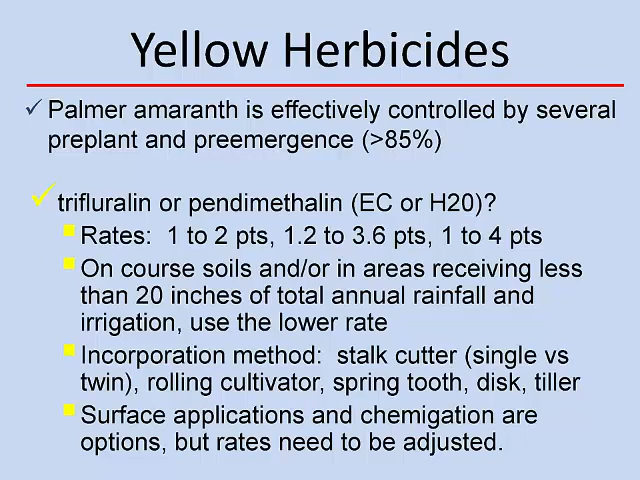 Yellow Herbicides
✓ Palmer amaranth is effectively controlled by several
preplant and preemergence (>85%)
✓ trifluralin or pendimethalin (EC or H20)?
▪ Rates:  1 to 2 pts, 1.2 to 3.6 pts, 1 to 4 pts
▪ On course soils and/or in areas receiving less
than 20 inches of total annual rainfall and
irrigation, use the lower rate
▪ Incorporation method:  stalk cutter (single vs
twin), rolling cultivator, spring tooth, disk, tiller
▪ Surface applications and chemigation are
options, but rates need to be adjusted.